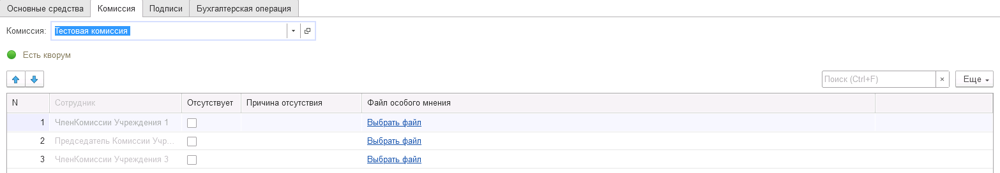 Основные средства Комиссия Подписи Бухгалтерская операция
Комиссия: Тестовая комиссия
Есть кворум
Поиск (Ctrl+F) × Еще
N Сотрудник Отсутствует Причина отсутствия Файл особого мнения
1 ЧленКомиссии Учреждения 1 Выбрать файл
2 Председатель Комиссии Учр... Выбрать файл
3 ЧленКомиссии Учреждения 3 Выбрать файл